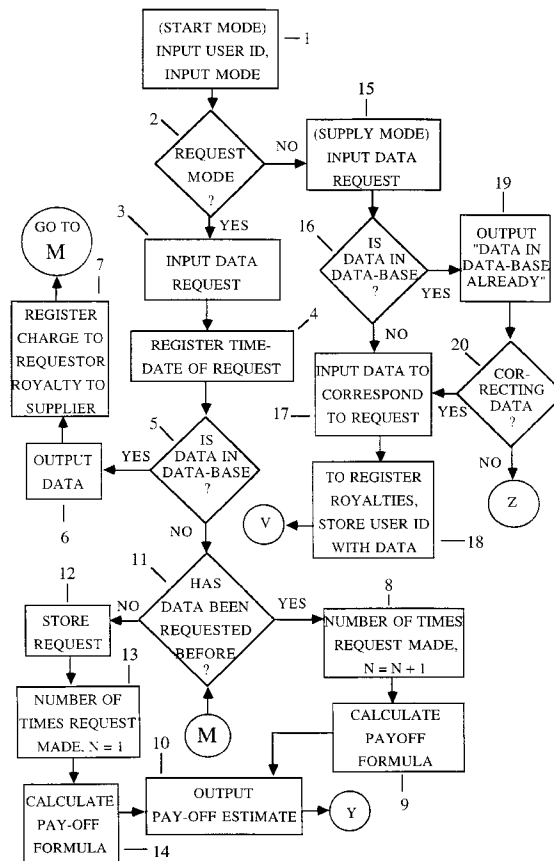 (START MODE)
INPUT USER ID,
INPUT MODE
1
2
REQUEST
MODE
?
NO
YES
15
(SUPPLY MODE)
INPUT DATA
REQUEST
3
INPUT DATA
REQUEST
16
IS
DATA IN
DATA-BASE
?
YES
NO
19
OUTPUT
"DATA IN
DATA-BASE
ALREADY"
GO TO
M
7
REGISTER
CHARGE TO
REQUESTOR
ROYALTY TO
SUPPLIER
4
REGISTER TIME-
DATE OF REQUEST
INPUT DATA TO
CORRESPOND
TO REQUEST
17
20
COR-
RECTING
DATA
?
YES
NO
Z
5
IS
DATA IN
DATA-BASE
?
YES
NO
OUTPUT
DATA
6
TO REGISTER
ROYALTIES,
STORE USER ID
WITH DATA
18
V
11
HAS
DATA BEEN
REQUESTED
BEFORE
?
NO
YES
M
12
STORE
REQUEST
8
NUMBER OF TIMES
REQUEST MADE,
N = N + 1
13
NUMBER OF
TIMES REQUEST
MADE, N = 1
CALCULATE
PAYOFF
FORMULA
9
10
OUTPUT
PAY-OFF ESTIMATE
Y
CALCULATE
PAY-OFF
FORMULA
14